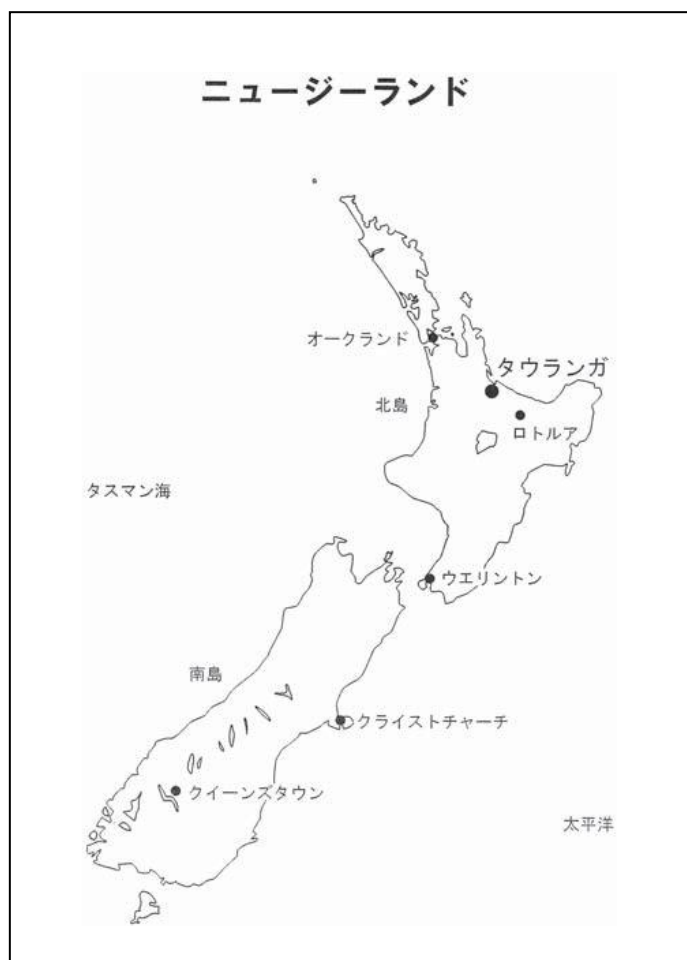 ニュージーランド
オークランド
タウランガ
北島
ロトルア
タスマン海
ウエリントン
南島
クライストチャーチ
クイーンズタウン
太平洋